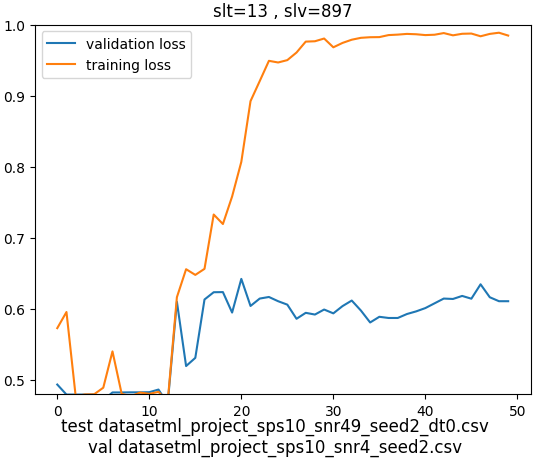 slt=13 , slv=897
1.0
validation loss
training loss
0.9
0.8
0.7
0.6
0.5
0 10 20 30 40 50
test datasetml_project_sps10_snr49_seed2_dt0.csv
val datasetml_project_sps10_snr4_seed2.csv